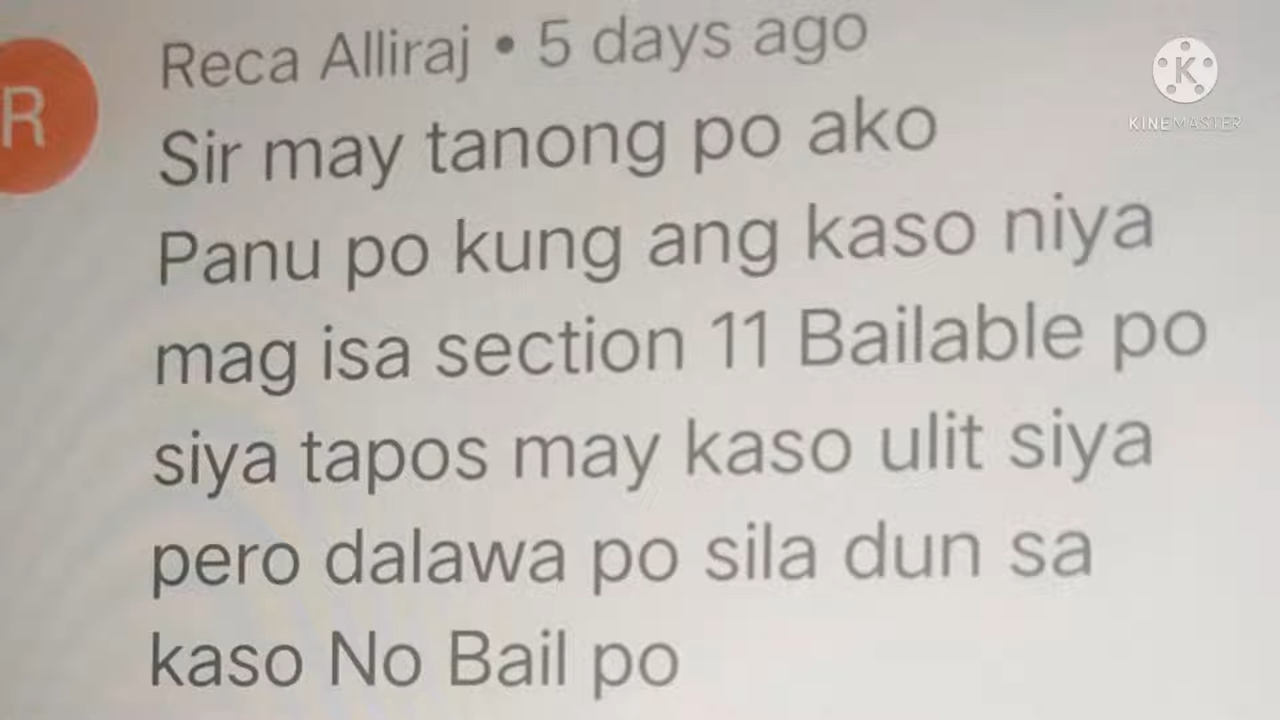 R
Reca Alliraj • 5 days ago
Sir may tanong po ako
Panu po kung ang kaso niya
mag isa section 11 Bailable po
siya tapos may kaso ulit siya
pero dalawa po sila dun sa
kaso No Bail po
K
KINEMASTER